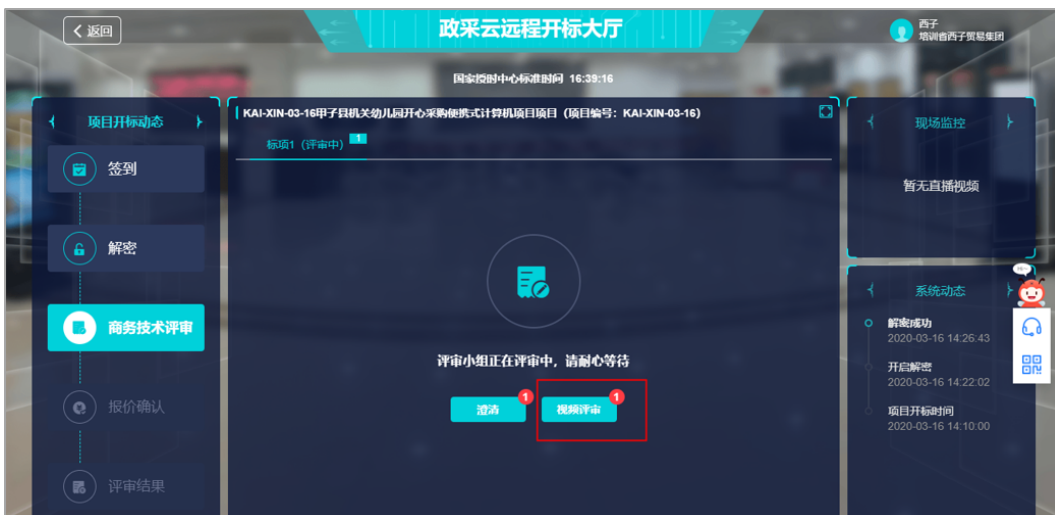 返回
政采云远程开标大厅
西子
培训省西子贸易集团
国家授时中心标准时间 16:39:16
项目开标动态
签到
解密
商务技术评审
报价确认
评审结果
KAI-XIN-03-16甲子县机关幼儿园开心采购便携式计算机项目项目（项目编号：KAI-XIN-03-16）
标项1（评审中） 1
评审小组正在评审中，请耐心等待
澄清 1
视频评审 1
现场监控
暂无直播视频
系统动态
解密成功
2020-03-16 14:26:43
开启解密
2020-03-16 14:22:02
项目开标时间
2020-03-16 14:10:00